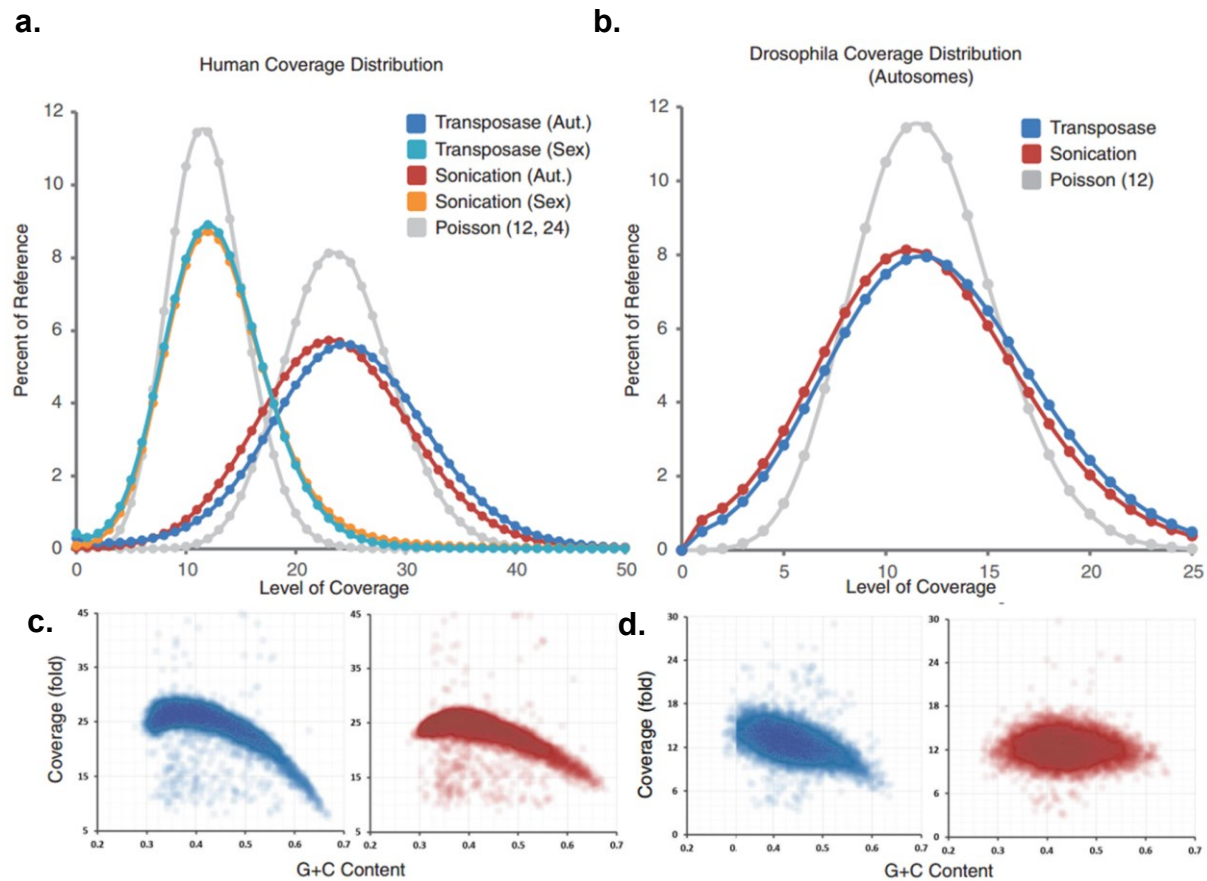 a.
Human Coverage Distribution
12
10
8
6
4
2
0
Percent of Reference
Transposase (Aut.)
Transposase (Sex)
Sonication (Aut.)
Sonication (Sex)
Poisson (12, 24)
0 10 20 30 40 50
Level of Coverage
b.
Drosophila Coverage Distribution
(Autosomes)
12
10
8
6
4
2
0
Percent of Reference
Transposase
Sonication
Poisson (12)
0 5 10 15 20 25
Level of Coverage
c.
Coverage (fold)
45
35
25
15
5
0.2 0.3 0.4 0.5 0.6 0.7
45
35
25
15
5
0.2 0.3 0.4 0.5 0.6 0.7
G+C Content
d.
Coverage (fold)
30
24
18
12
6
0
0.2 0. 0.4 0.5 0.6 0.7
30
24
18
12
6
0
0.2 0.3 0.4 0.5 0.6 0.7
G+C Content